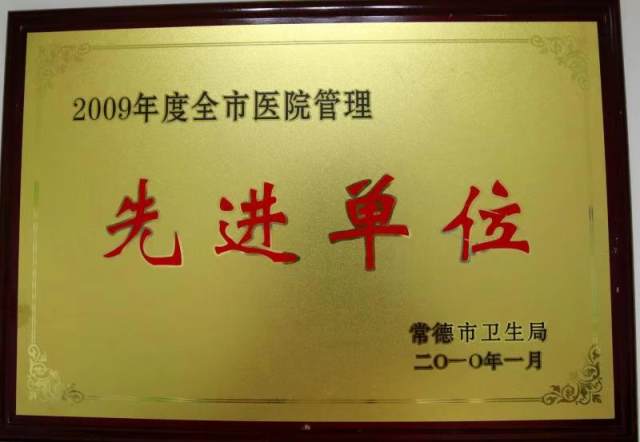 2009年度全市医院管理
先进单位
常德市卫生局
二〇一〇年一月